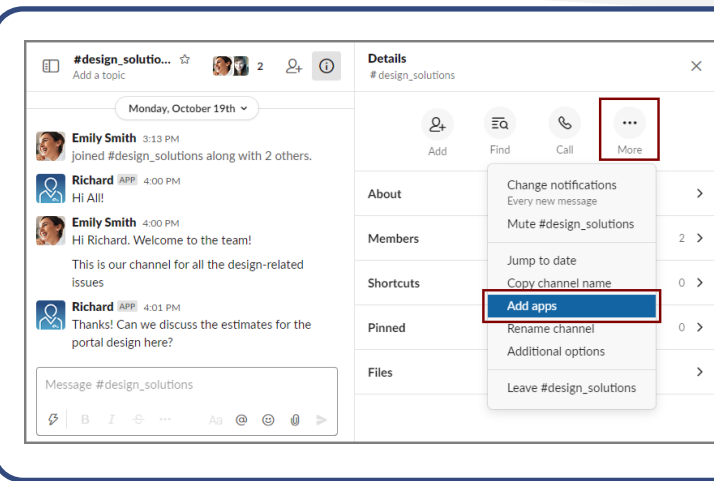 #design_solutio...
Add a topic
2
Monday, October 19th
Emily Smith 3:13 PM
joined #design_solutions along with 2 others.
Richard APP 4:00 PM
Hi All!
Emily Smith 4:00 PM
Hi Richard. Welcome to the team!
This is our channel for all the design-related
issues
Richard APP 4:01 PM
Thanks! Can we discuss the estimates for the
portal design here?
Message #design_solutions
B I S ... Aa @
Details
#design_solutions
Add Find Call More
About
Members 2
Shortcuts 0
Pinned 0
Files
Change notifications
Every new message
Mute #design_solutions
Jump to date
Copy channel name
Add apps
Rename channel
Additional options
Leave #design_solutions